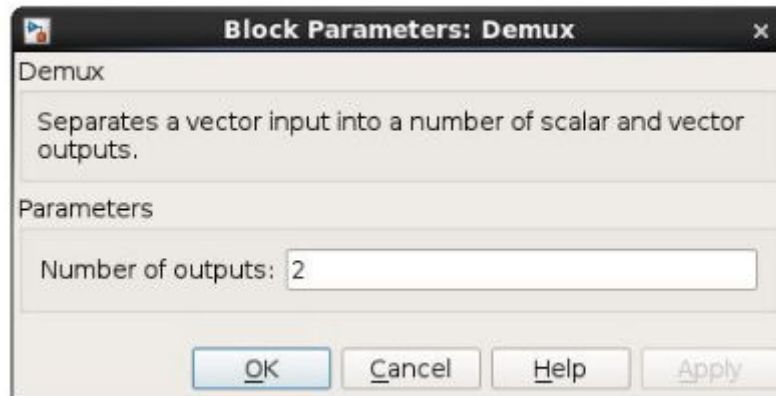 Block Parameters: Demux
Demux
Separates a vector input into a number of scalar and vector
outputs.
Parameters
Number of outputs: 2
OK Cancel Help Apply